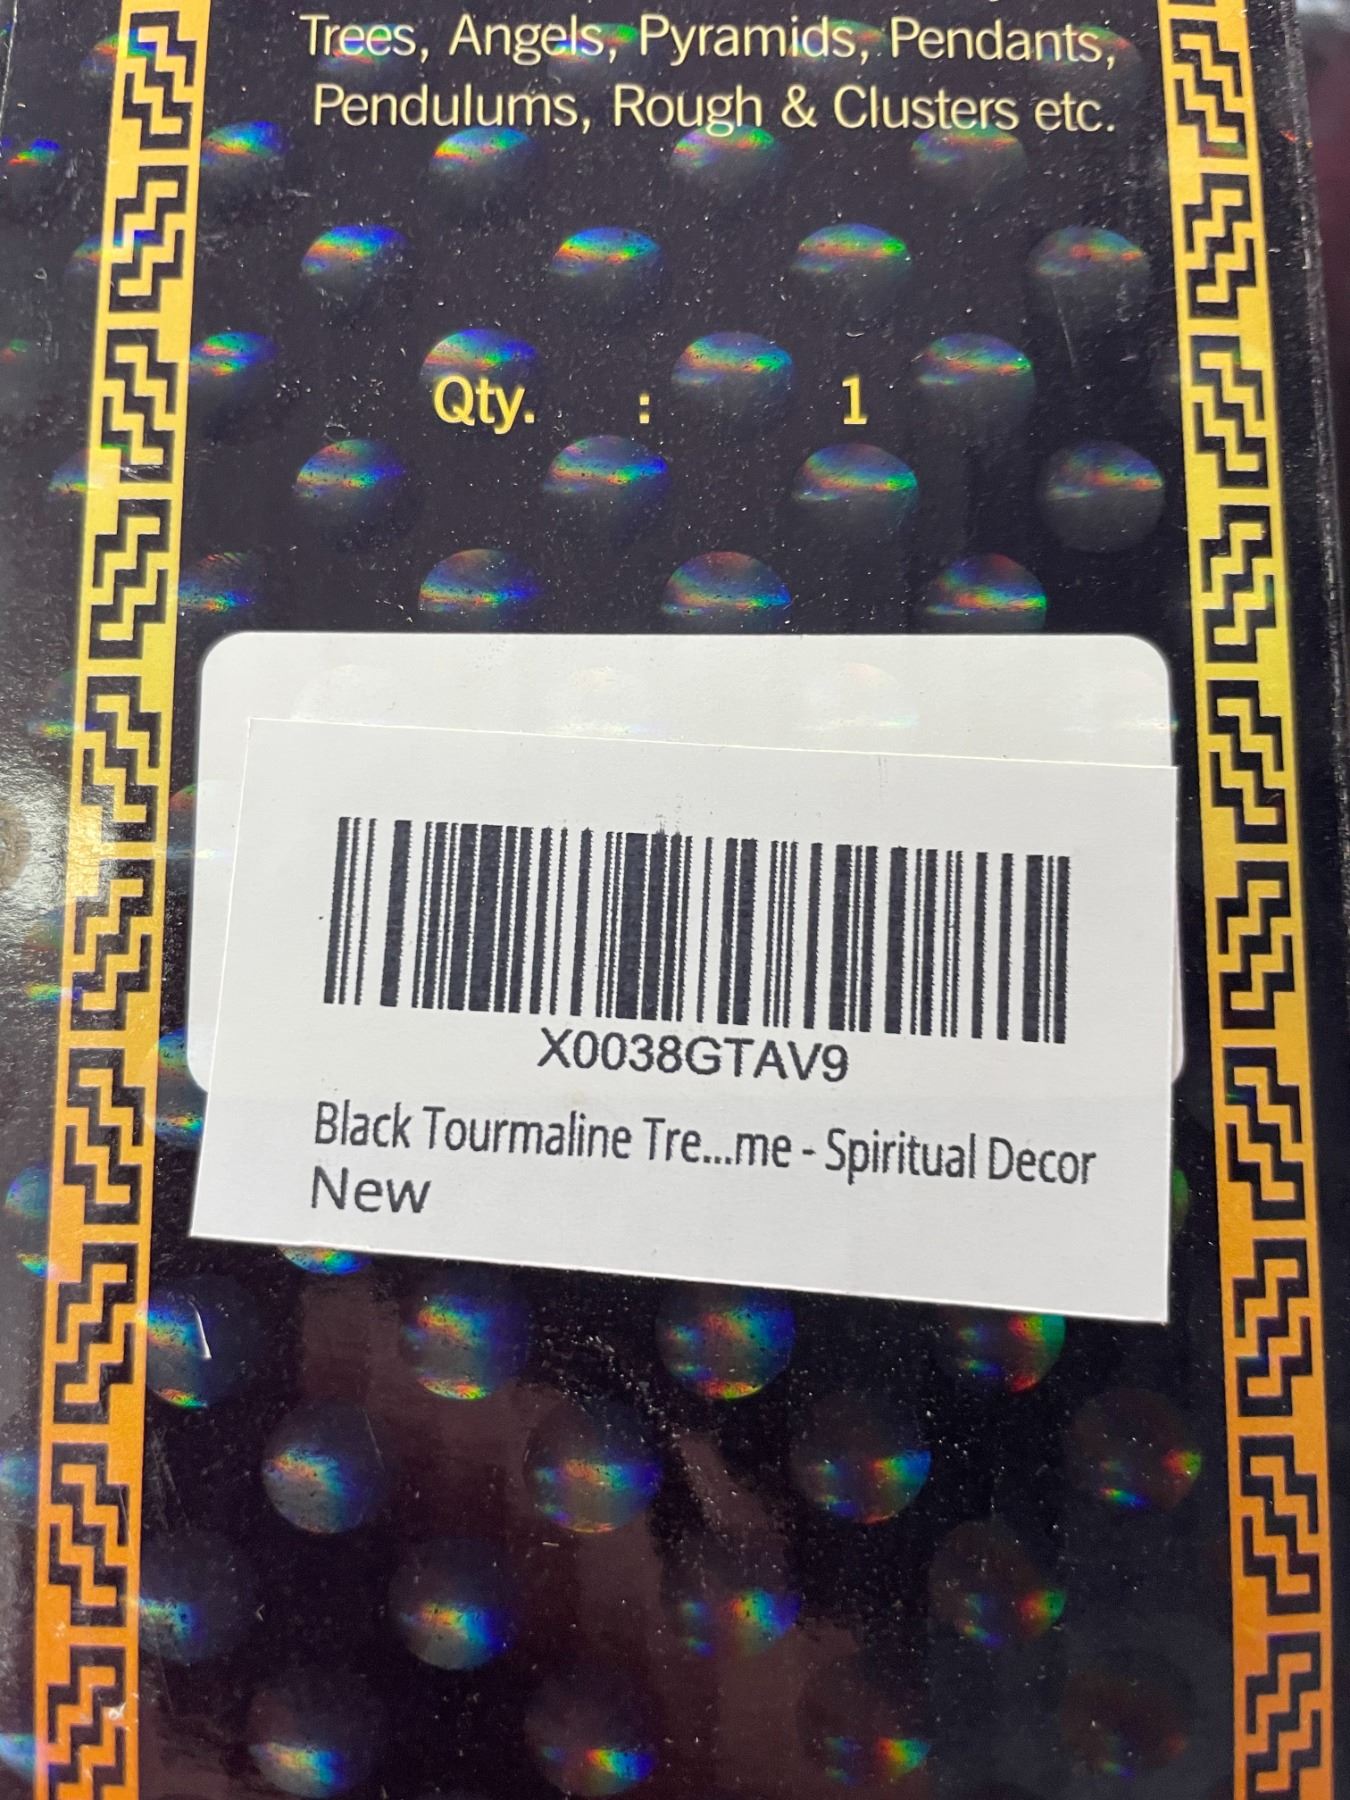 Trees, Angels, Pyramids, Pendants,
Pendulums, Rough & Clusters etc.
Qty. : 1
X0038GTAV9
Black Tourmaline Tre...me - Spiritual Decor
New